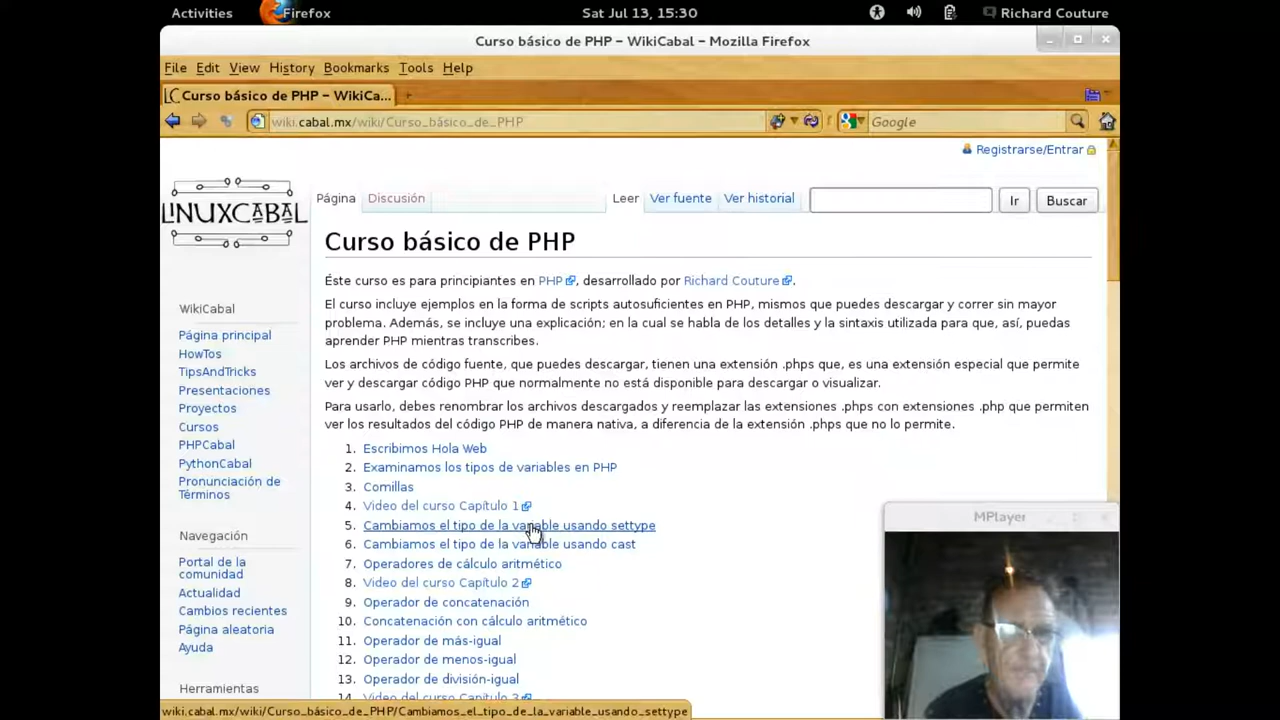 Activities Firefox Sat Jul 13, 15:30 Richard Couture
Curso básico de PHP – WikiCabal – Mozilla Firefox
File Edit View History Bookmarks Tools Help
Curso básico de PHP – WikiCa...
wiki.cabal.mx/wiki/Curso_básico_de_PHP Google
Registrarse/Entrar
LINUXCABAL
Página Discusión Leer Ver fuente Ver historial Ir Buscar
Curso básico de PHP
Éste curso es para principiantes en PHP, desarrollado por Richard Couture.
El curso incluye ejemplos en la forma de scripts autosuficientes en PHP, mismos que puedes descargar y correr sin mayor
problema. Además, se incluye una explicación; en la cual se habla de los detalles y la sintaxis utilizada para que, así, puedas
aprender PHP mientras transcribes.
Los archivos de código fuente, que puedes descargar, tienen una extensión .phps que, es una extensión especial que permite
ver y descargar código PHP que normalmente no está disponible para descargar o visualizar.
Para usarlo, debes renombrar los archivos descargados y reemplazar las extensiones .phps con extensiones .php que permiten
ver los resultados del código PHP de manera nativa, a diferencia de la extensión .phps que no lo permite.
1. Escribimos Hola Web
2. Examinamos los tipos de variables en PHP
3. Comillas
4. Video del curso Capítulo 1
5. Cambiamos el tipo de la variable usando settype
6. Cambiamos el tipo de la variable usando cast
7. Operadores de cálculo aritmético
8. Video del curso Capítulo 2
9. Operador de concatenación
10. Concatenación con cálculo aritmético
11. Operador de más-igual
12. Operador de menos-igual
13. Operador de división-igual
14. Video del curso Capítulo 3
WikiCabal
Página principal
HowTos
TipsAndTricks
Presentaciones
Proyectos
Cursos
PHPCabal
PythonCabal
Pronunciación de
Términos
Navegación
Portal de la
comunidad
Actualidad
Cambios recientes
Página aleatoria
Ayuda
Herramientas
MPlayer
wiki.cabal.mx/wiki/Curso_básico_de_PHP/Cambiamos_el_tipo_de_la_variable_usando_settype